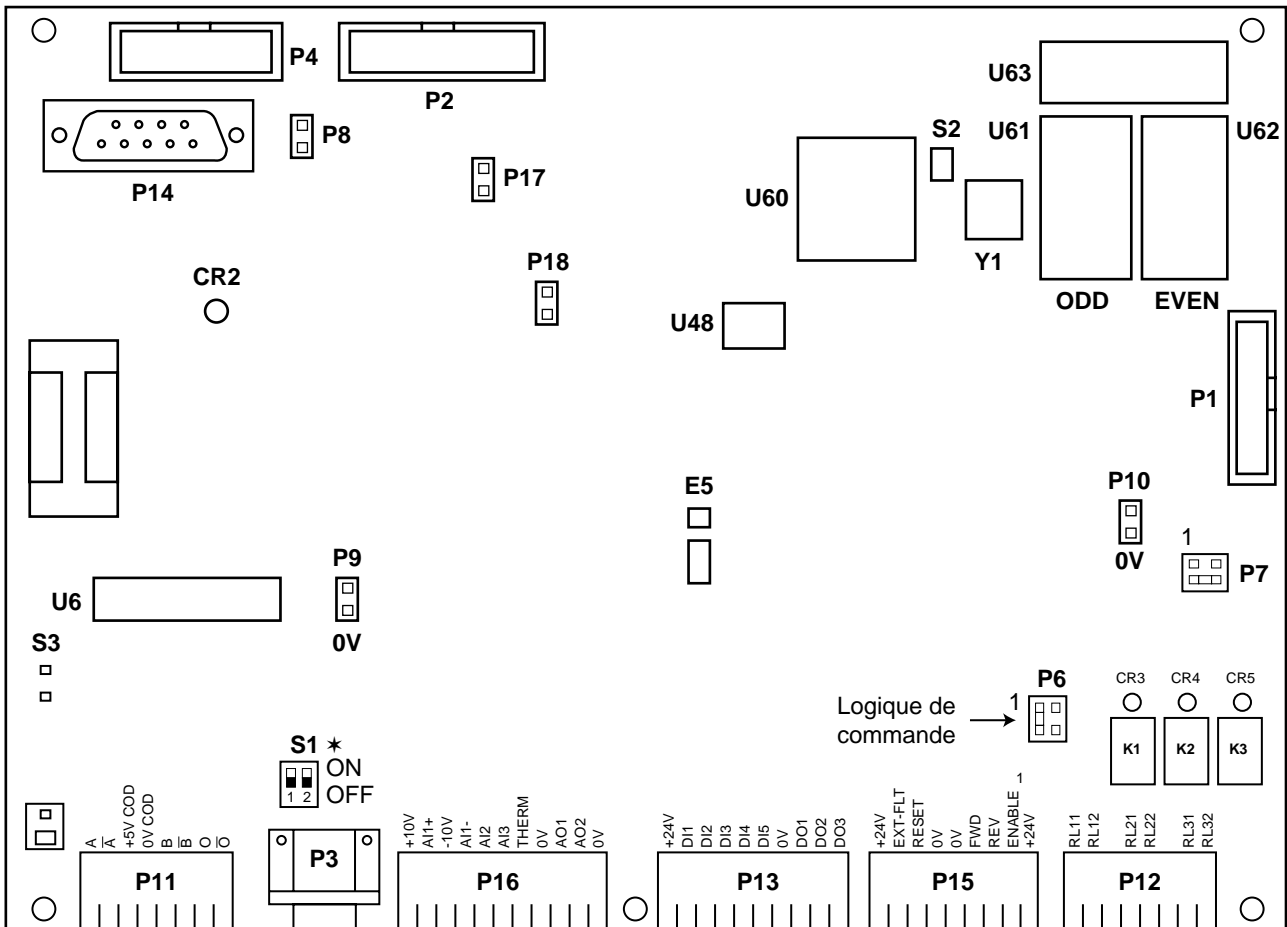 P4
P2
U63
P14
P8
P17
U60
S2
Y1
U61
U62
ODD
EVEN
CR2
P18
U48
P1
E5
P10
0V
1
P7
U6
P9
0V
S3
Logique de
commande
1
P6
CR3
CR4
CR5
K1
K2
K3
S1 ✶
ON
OFF
1 2
A
A̅
+5V COD
0V COD
B
B̅
O
O̅
P11
P3
+10V
AI1+
-10V
AI1-
AI2
AI3
THERM
0V
AO1
AO2
0V
P16
+24V
DI1
DI2
DI3
DI4
DI5
0V
DO1
DO2
DO3
P13
+24V
EXT-FLT
RESET
0V
0V
FWD
REV
ENABLE 1
+24V
P15
RL11
RL12
RL21
RL22
RL31
RL32
P12